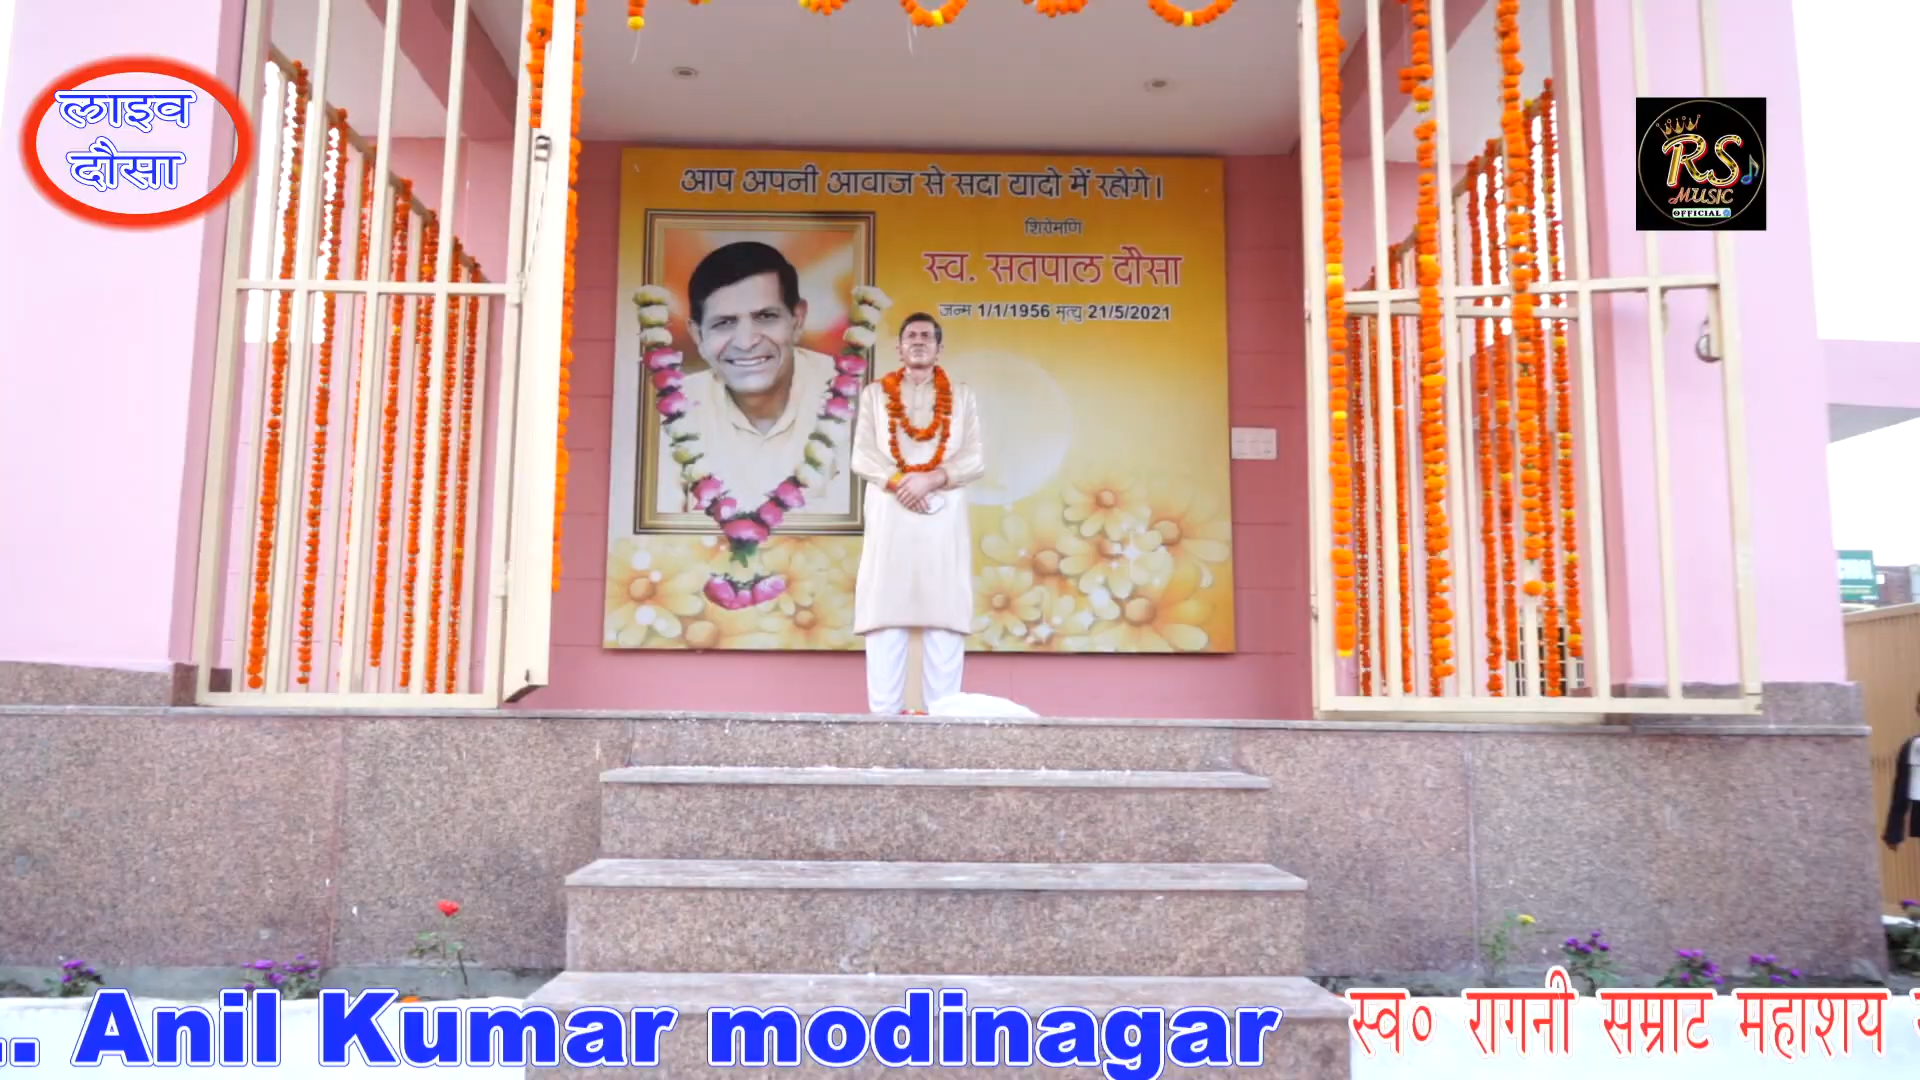 लाइव
दौसा
RS
MUSIC
OFFICIAL
आप अपनी आवाज से सदा यादो में रहोगे।
शिरोमणि
स्व. सतपाल दौसा
जन्म 1/1/1956 मृत्यु 21/5/2021
.. Anil Kumar modinagar
स्व० रागनी सम्राट महाशय